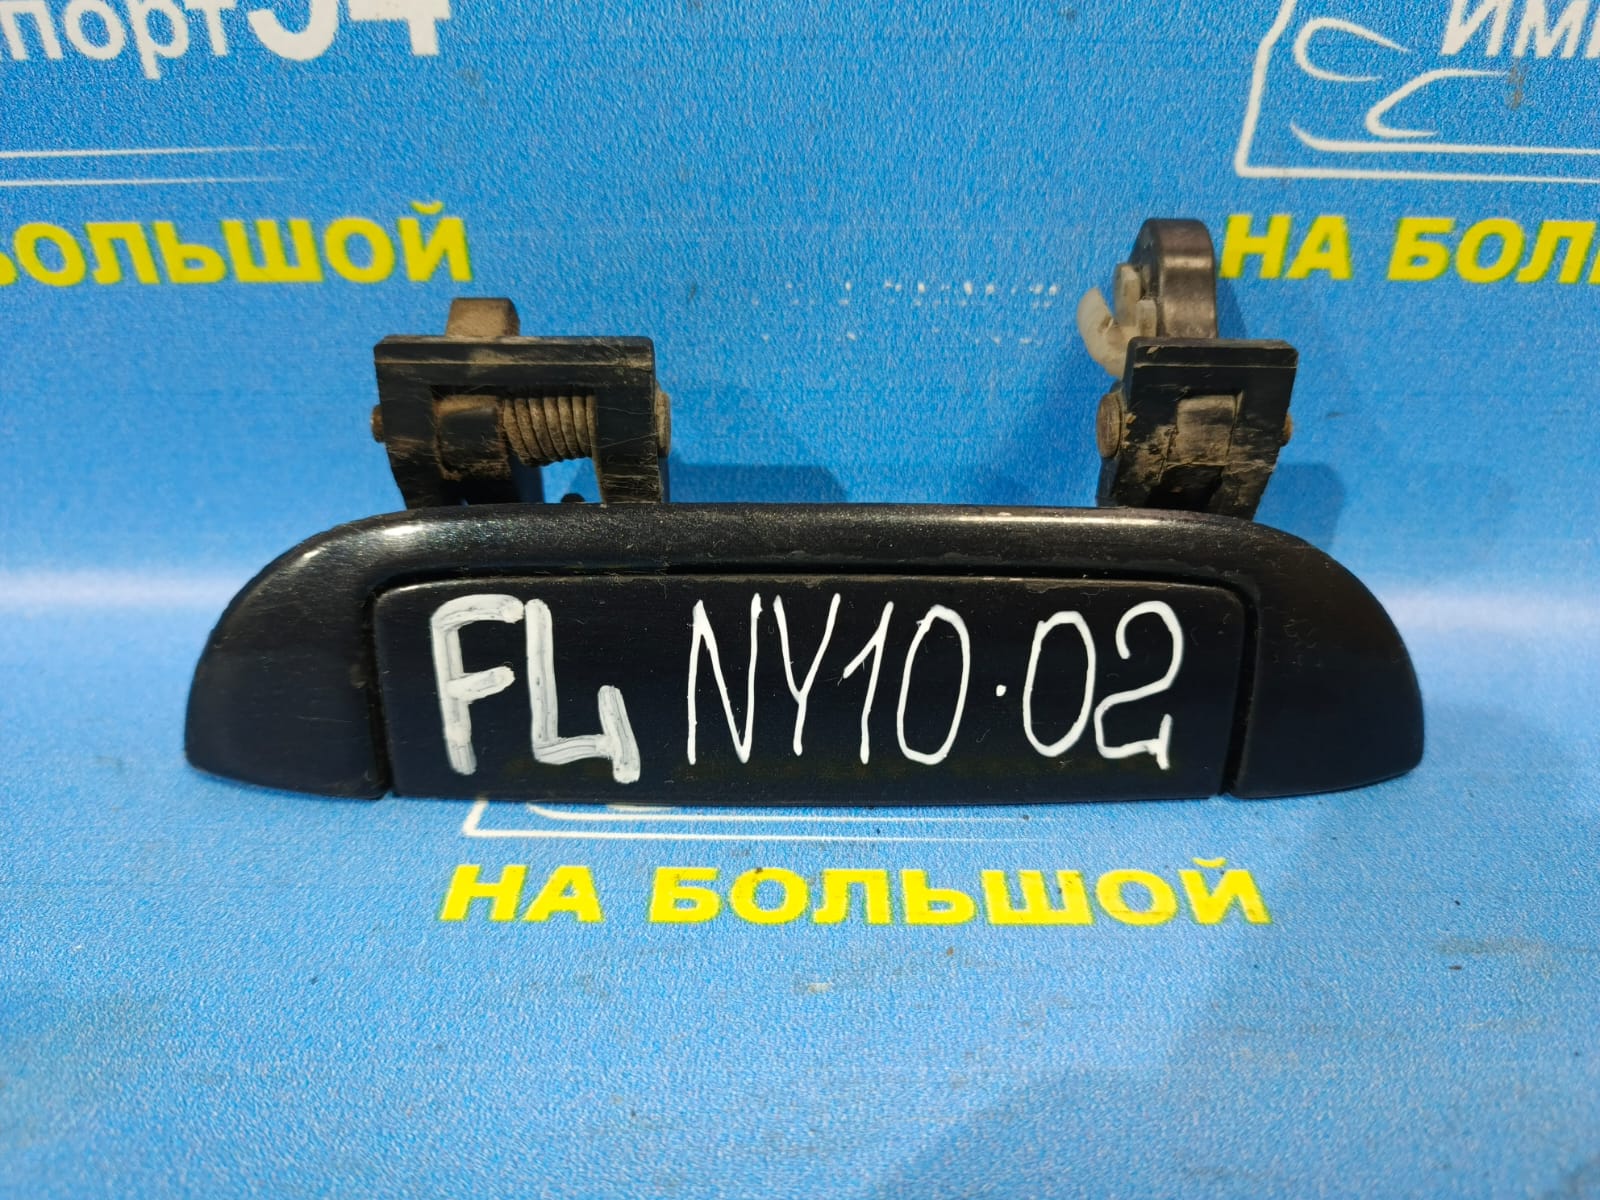 порт54
ИМ
БОЛЬШОЙ
НА БОЛ
FL NY10.02
НА БОЛЬШОЙ